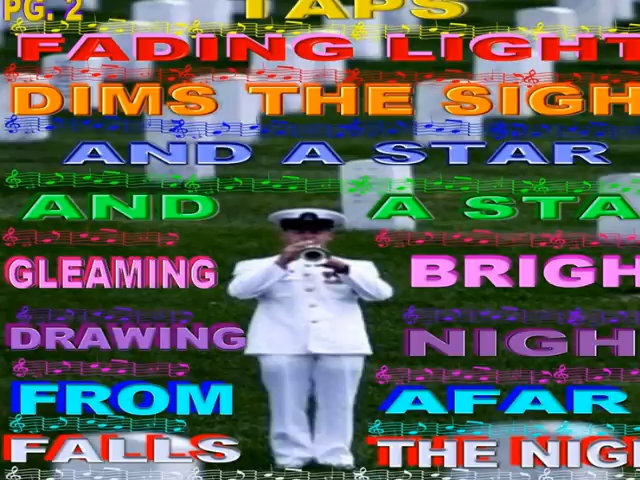 PG. 2 TAPS
FADING LIGHT
DIMS THE SIGH
AND A STAR
AND A STA
GLEAMING BRIGH
DRAWING NIGH
FROM AFAR
FALLS THE NIGH